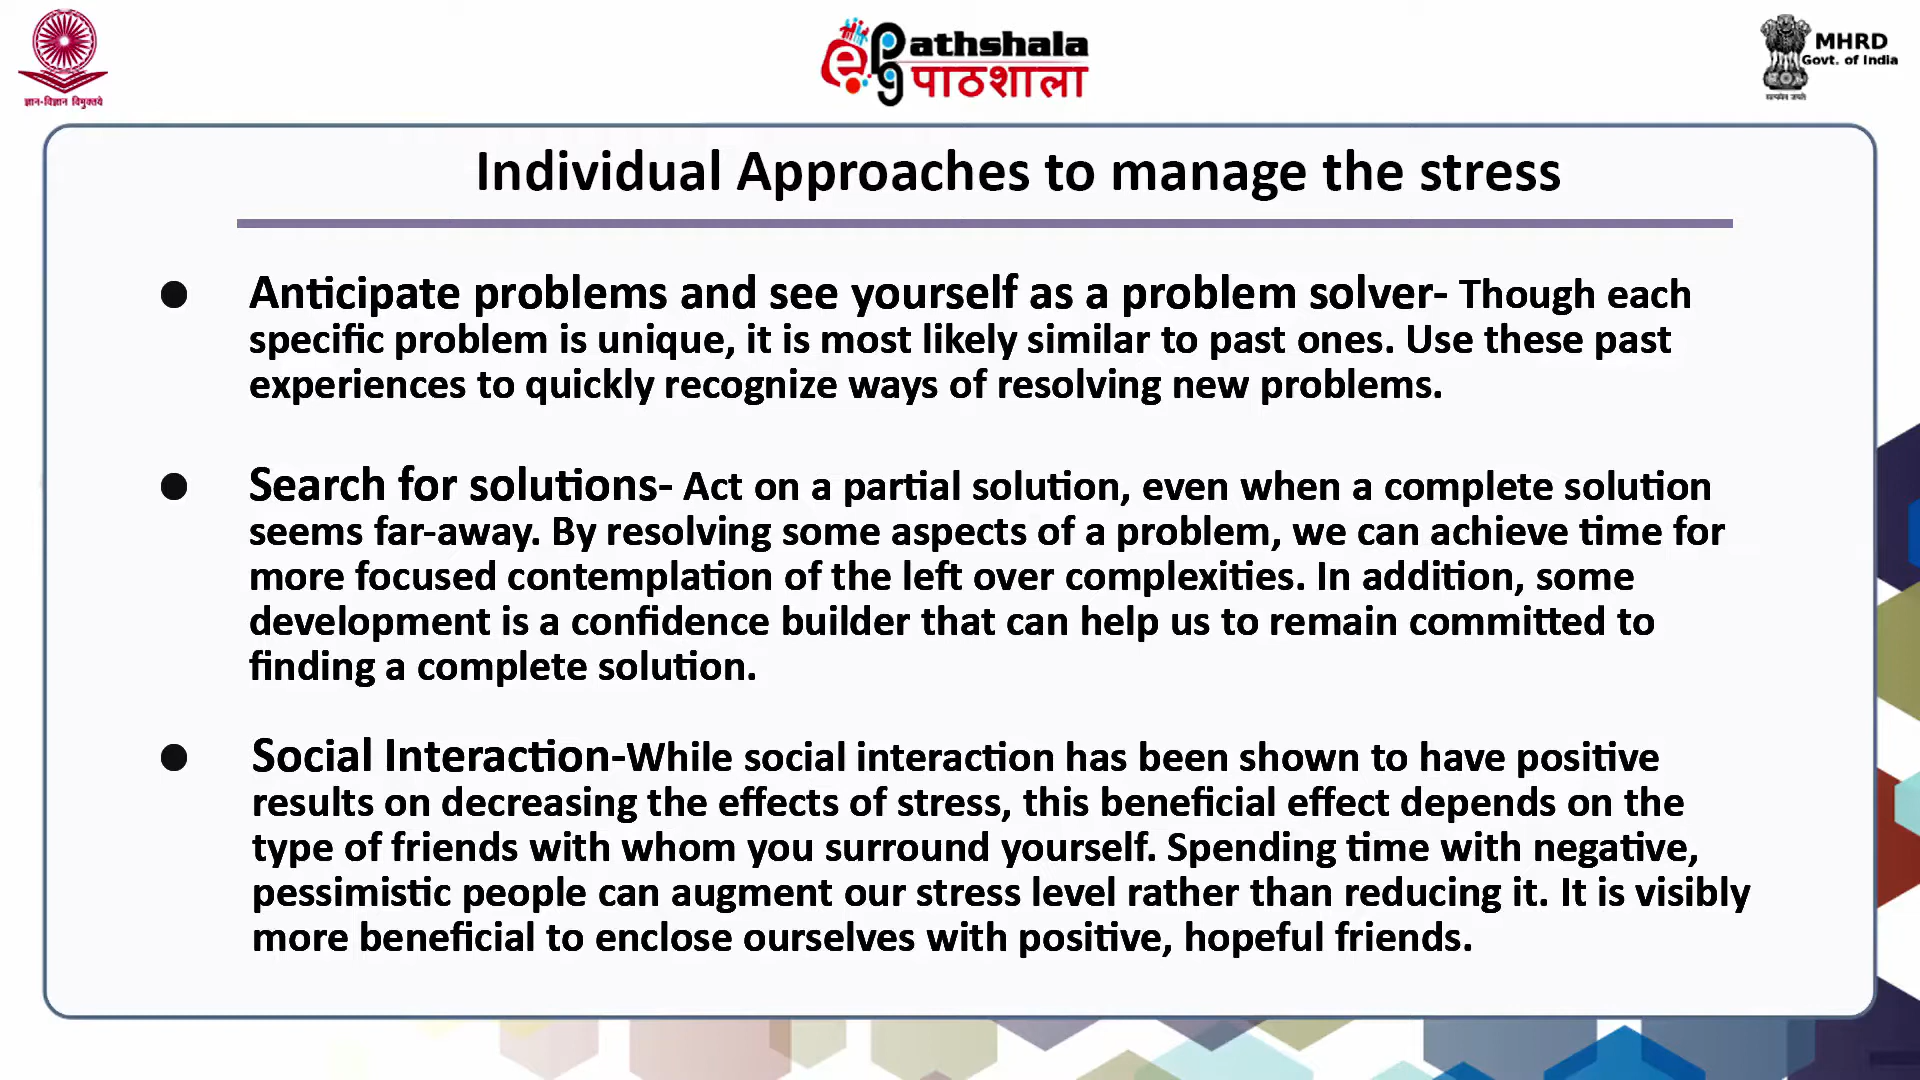 ज्ञान-विज्ञान विमुक्तये
ePg Pathshala
पाठशाला
MHRD
Govt. of India
सत्यमेव जयते
Individual Approaches to manage the stress
● Anticipate problems and see yourself as a problem solver- Though each
specific problem is unique, it is most likely similar to past ones. Use these past
experiences to quickly recognize ways of resolving new problems.
● Search for solutions- Act on a partial solution, even when a complete solution
seems far-away. By resolving some aspects of a problem, we can achieve time for
more focused contemplation of the left over complexities. In addition, some
development is a confidence builder that can help us to remain committed to
finding a complete solution.
● Social Interaction-While social interaction has been shown to have positive
results on decreasing the effects of stress, this beneficial effect depends on the
type of friends with whom you surround yourself. Spending time with negative,
pessimistic people can augment our stress level rather than reducing it. It is visibly
more beneficial to enclose ourselves with positive, hopeful friends.